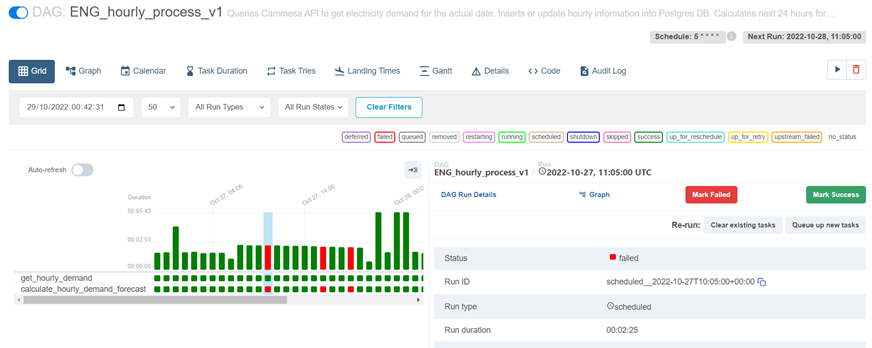 DAG: ENG_hourly_process_v1 Queries Cammesa API to get electricity demand for the actual date. Inserts or update hourly information into Postgres DB. Calculates next 24 hours for...
Schedule: 5 * * * * Next Run: 2022-10-28, 11:05:00
Grid Graph Calendar Task Duration Task Tries Landing Times Gantt Details <> Code Audit Log
29/10/2022 00:42:31 50 All Run Types All Run States Clear Filters
deferred failed queued removed restarting running scheduled shutdown skipped success up_for_reschedule up_for_retry upstream_failed no_status
Auto-refresh
Duration
Oct 27, 04:05 Oct 27, 14:05 Oct 28, 00:0
00:05:43
00:02:51
00:00:00
get_hourly_demand
calculate_hourly_demand_forecast
DAG Run
ENG_hourly_process_v1 / 2022-10-27, 11:05:00 UTC
DAG Run Details Graph Mark Failed Mark Success
Re-run: Clear existing tasks Queue up new tasks
Status failed
Run ID scheduled__2022-10-27T10:05:00+00:00
Run type scheduled
Run duration 00:02:25